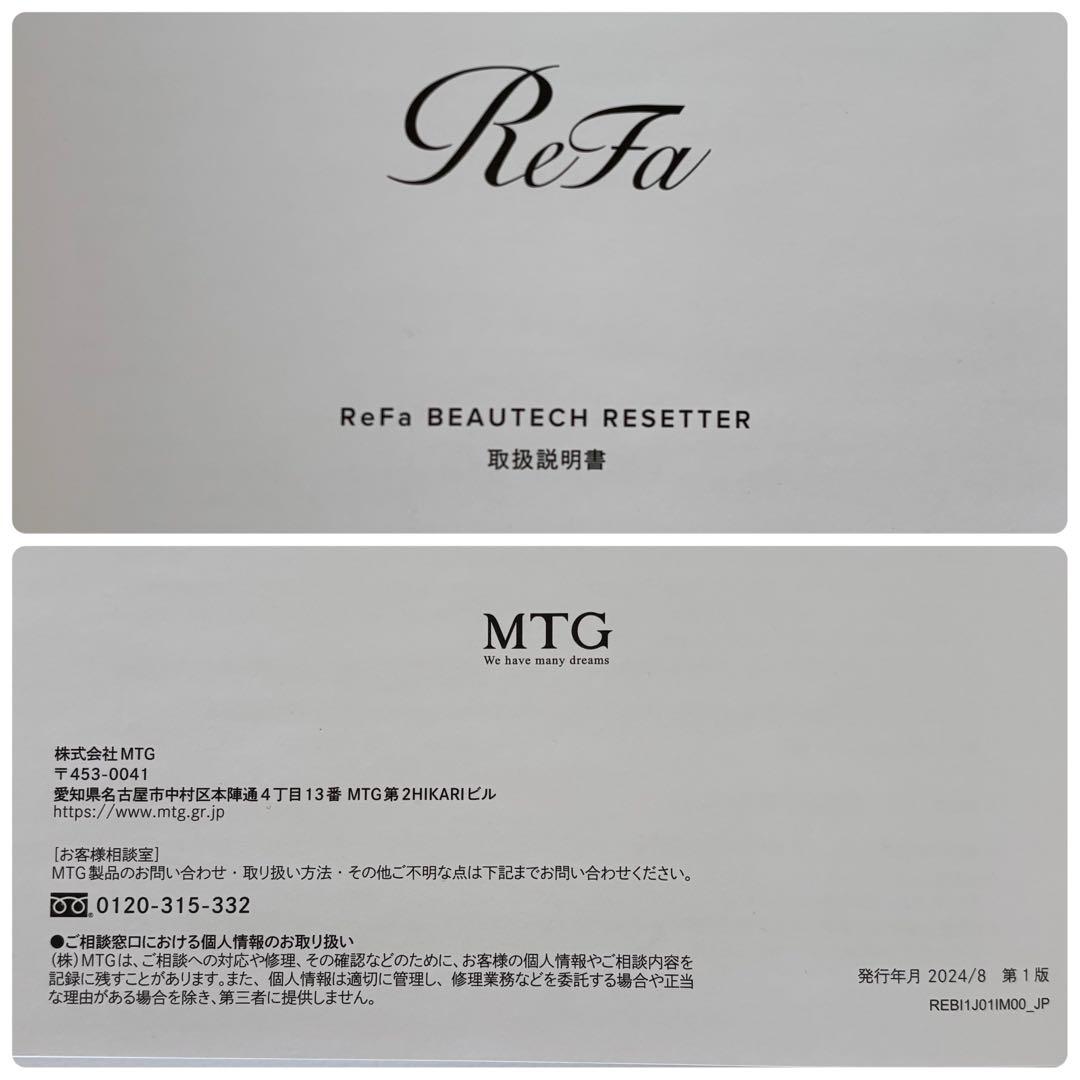 ReFa
ReFa BEAUTECH RESETTER
取扱説明書
MTG
We have many dreams
株式会社MTG
〒453-0041
愛知県名古屋市中村区本陣通4丁目13番 MTG第2HIKARIビル
https://www.mtg.gr.jp
[お客様相談室]
MTG製品のお問い合わせ・取り扱い方法・その他ご不明な点は下記までお問い合わせください。
0120-315-332
●ご相談窓口における個人情報のお取り扱い
(株)MTGは、ご相談への対応や修理、その確認などのために、お客様の個人情報やご相談内容を
記録に残すことがあります。また、個人情報は適切に管理し、修理業務などを委託する場合や正当
な理由がある場合を除き、第三者に提供しません。
発行年月 2024/8 第1版
REBI1J01IM00_JP